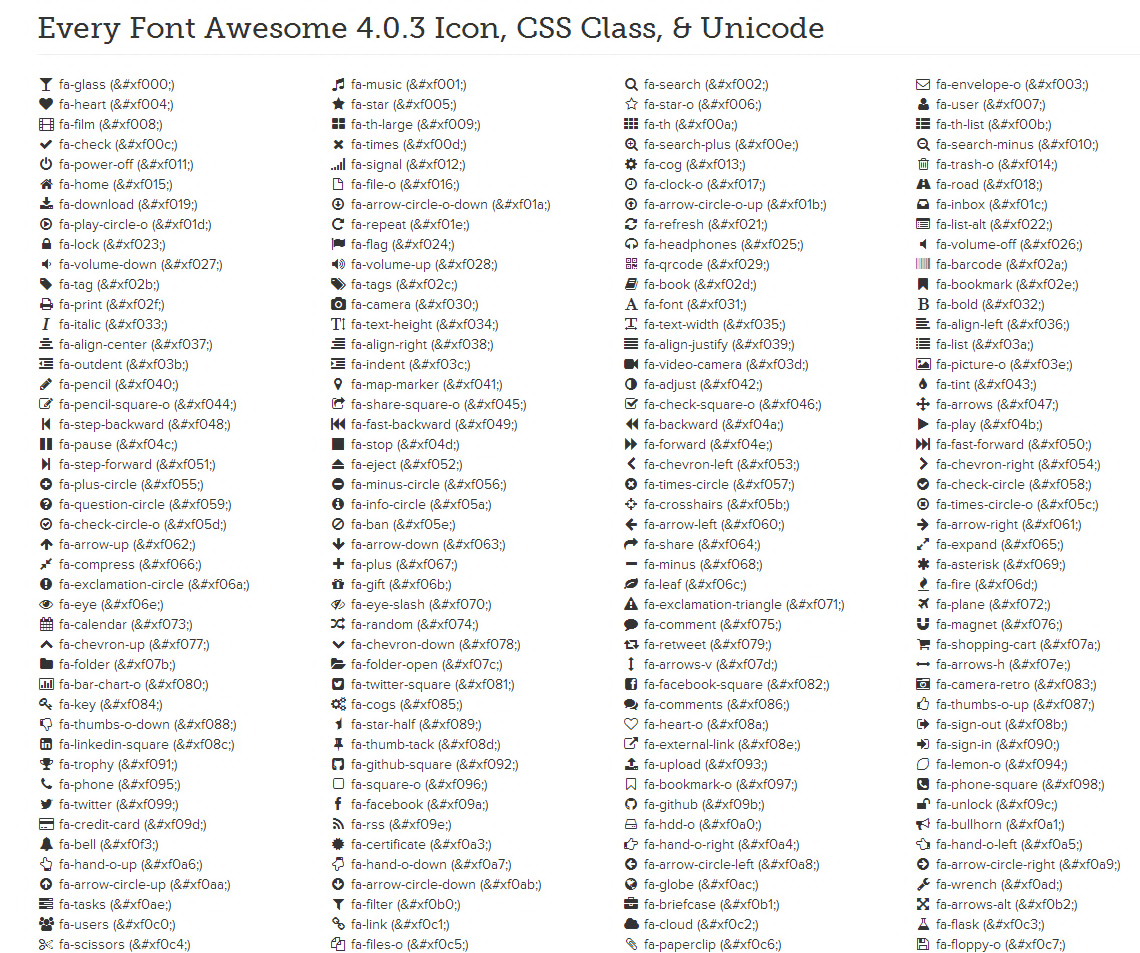 Every Font Awesome 4.0.3 Icon, CSS Class, & Unicode
fa-glass (&#xf000;) fa-music (&#xf001;) fa-search (&#xf002;) fa-envelope-o (&#xf003;)
fa-heart (&#xf004;) fa-star (&#xf005;) fa-star-o (&#xf006;) fa-user (&#xf007;)
fa-film (&#xf008;) fa-th-large (&#xf009;) fa-th (&#xf00a;) fa-th-list (&#xf00b;)
fa-check (&#xf00c;) fa-times (&#xf00d;) fa-search-plus (&#xf00e;) fa-search-minus (&#xf010;)
fa-power-off (&#xf011;) fa-signal (&#xf012;) fa-cog (&#xf013;) fa-trash-o (&#xf014;)
fa-home (&#xf015;) fa-file-o (&#xf016;) fa-clock-o (&#xf017;) fa-road (&#xf018;)
fa-download (&#xf019;) fa-arrow-circle-o-down (&#xf01a;) fa-arrow-circle-o-up (&#xf01b;) fa-inbox (&#xf01c;)
fa-play-circle-o (&#xf01d;) fa-repeat (&#xf01e;) fa-refresh (&#xf021;) fa-list-alt (&#xf022;)
fa-lock (&#xf023;) fa-flag (&#xf024;) fa-headphones (&#xf025;) fa-volume-off (&#xf026;)
fa-volume-down (&#xf027;) fa-volume-up (&#xf028;) fa-qrcode (&#xf029;) fa-barcode (&#xf02a;)
fa-tag (&#xf02b;) fa-tags (&#xf02c;) fa-book (&#xf02d;) fa-bookmark (&#xf02e;)
fa-print (&#xf02f;) fa-camera (&#xf030;) fa-font (&#xf031;) fa-bold (&#xf032;)
fa-italic (&#xf033;) fa-text-height (&#xf034;) fa-text-width (&#xf035;) fa-align-left (&#xf036;)
fa-align-center (&#xf037;) fa-align-right (&#xf038;) fa-align-justify (&#xf039;) fa-list (&#xf03a;)
fa-outdent (&#xf03b;) fa-indent (&#xf03c;) fa-video-camera (&#xf03d;) fa-picture-o (&#xf03e;)
fa-pencil (&#xf040;) fa-map-marker (&#xf041;) fa-adjust (&#xf042;) fa-tint (&#xf043;)
fa-pencil-square-o (&#xf044;) fa-share-square-o (&#xf045;) fa-check-square-o (&#xf046;) fa-arrows (&#xf047;)
fa-step-backward (&#xf048;) fa-fast-backward (&#xf049;) fa-backward (&#xf04a;) fa-play (&#xf04b;)
fa-pause (&#xf04c;) fa-stop (&#xf04d;) fa-forward (&#xf04e;) fa-fast-forward (&#xf050;)
fa-step-forward (&#xf051;) fa-eject (&#xf052;) fa-chevron-left (&#xf053;) fa-chevron-right (&#xf054;)
fa-plus-circle (&#xf055;) fa-minus-circle (&#xf056;) fa-times-circle (&#xf057;) fa-check-circle (&#xf058;)
fa-question-circle (&#xf059;) fa-info-circle (&#xf05a;) fa-crosshairs (&#xf05b;) fa-times-circle-o (&#xf05c;)
fa-check-circle-o (&#xf05d;) fa-ban (&#xf05e;) fa-arrow-left (&#xf060;) fa-arrow-right (&#xf061;)
fa-arrow-up (&#xf062;) fa-arrow-down (&#xf063;) fa-share (&#xf064;) fa-expand (&#xf065;)
fa-compress (&#xf066;) fa-plus (&#xf067;) fa-minus (&#xf068;) fa-asterisk (&#xf069;)
fa-exclamation-circle (&#xf06a;) fa-gift (&#xf06b;) fa-leaf (&#xf06c;) fa-fire (&#xf06d;)
fa-eye (&#xf06e;) fa-eye-slash (&#xf070;) fa-exclamation-triangle (&#xf071;) fa-plane (&#xf072;)
fa-calendar (&#xf073;) fa-random (&#xf074;) fa-comment (&#xf075;) fa-magnet (&#xf076;)
fa-chevron-up (&#xf077;) fa-chevron-down (&#xf078;) fa-retweet (&#xf079;) fa-shopping-cart (&#xf07a;)
fa-folder (&#xf07b;) fa-folder-open (&#xf07c;) fa-arrows-v (&#xf07d;) fa-arrows-h (&#xf07e;)
fa-bar-chart-o (&#xf080;) fa-twitter-square (&#xf081;) fa-facebook-square (&#xf082;) fa-camera-retro (&#xf083;)
fa-key (&#xf084;) fa-cogs (&#xf085;) fa-comments (&#xf086;) fa-thumbs-o-up (&#xf087;)
fa-thumbs-o-down (&#xf088;) fa-star-half (&#xf089;) fa-heart-o (&#xf08a;) fa-sign-out (&#xf08b;)
fa-linkedin-square (&#xf08c;) fa-thumb-tack (&#xf08d;) fa-external-link (&#xf08e;) fa-sign-in (&#xf090;)
fa-trophy (&#xf091;) fa-github-square (&#xf092;) fa-upload (&#xf093;) fa-lemon-o (&#xf094;)
fa-phone (&#xf095;) fa-square-o (&#xf096;) fa-bookmark-o (&#xf097;) fa-phone-square (&#xf098;)
fa-twitter (&#xf099;) fa-facebook (&#xf09a;) fa-github (&#xf09b;) fa-unlock (&#xf09c;)
fa-credit-card (&#xf09d;) fa-rss (&#xf09e;) fa-hdd-o (&#xf0a0;) fa-bullhorn (&#xf0a1;)
fa-bell (&#xf0f3;) fa-certificate (&#xf0a3;) fa-hand-o-right (&#xf0a4;) fa-hand-o-left (&#xf0a5;)
fa-hand-o-up (&#xf0a6;) fa-hand-o-down (&#xf0a7;) fa-arrow-circle-left (&#xf0a8;) fa-arrow-circle-right (&#xf0a9;)
fa-arrow-circle-up (&#xf0aa;) fa-arrow-circle-down (&#xf0ab;) fa-globe (&#xf0ac;) fa-wrench (&#xf0ad;)
fa-tasks (&#xf0ae;) fa-filter (&#xf0b0;) fa-briefcase (&#xf0b1;) fa-arrows-alt (&#xf0b2;)
fa-users (&#xf0c0;) fa-link (&#xf0c1;) fa-cloud (&#xf0c2;) fa-flask (&#xf0c3;)
fa-scissors (&#xf0c4;) fa-files-o (&#xf0c5;) fa-paperclip (&#xf0c6;) fa-floppy-o (&#xf0c7;)